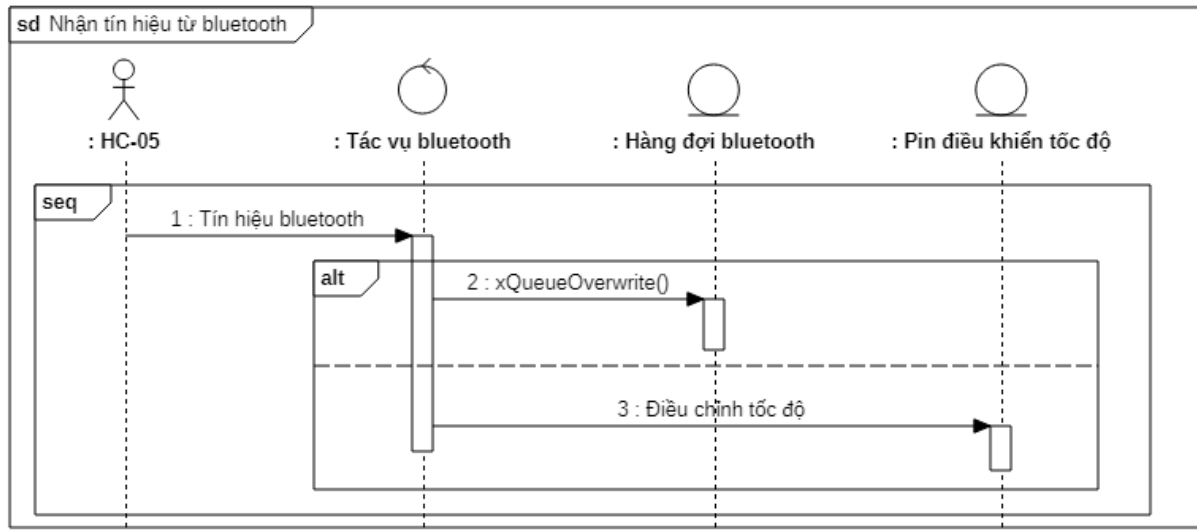 sd Nhận tín hiệu từ bluetooth
: HC-05
: Tác vụ bluetooth
: Hàng đợi bluetooth
: Pin điều khiển tốc độ
seq
1 : Tín hiệu bluetooth
alt
2 : xQueueOverwrite()
3 : Điều chỉnh tốc độ